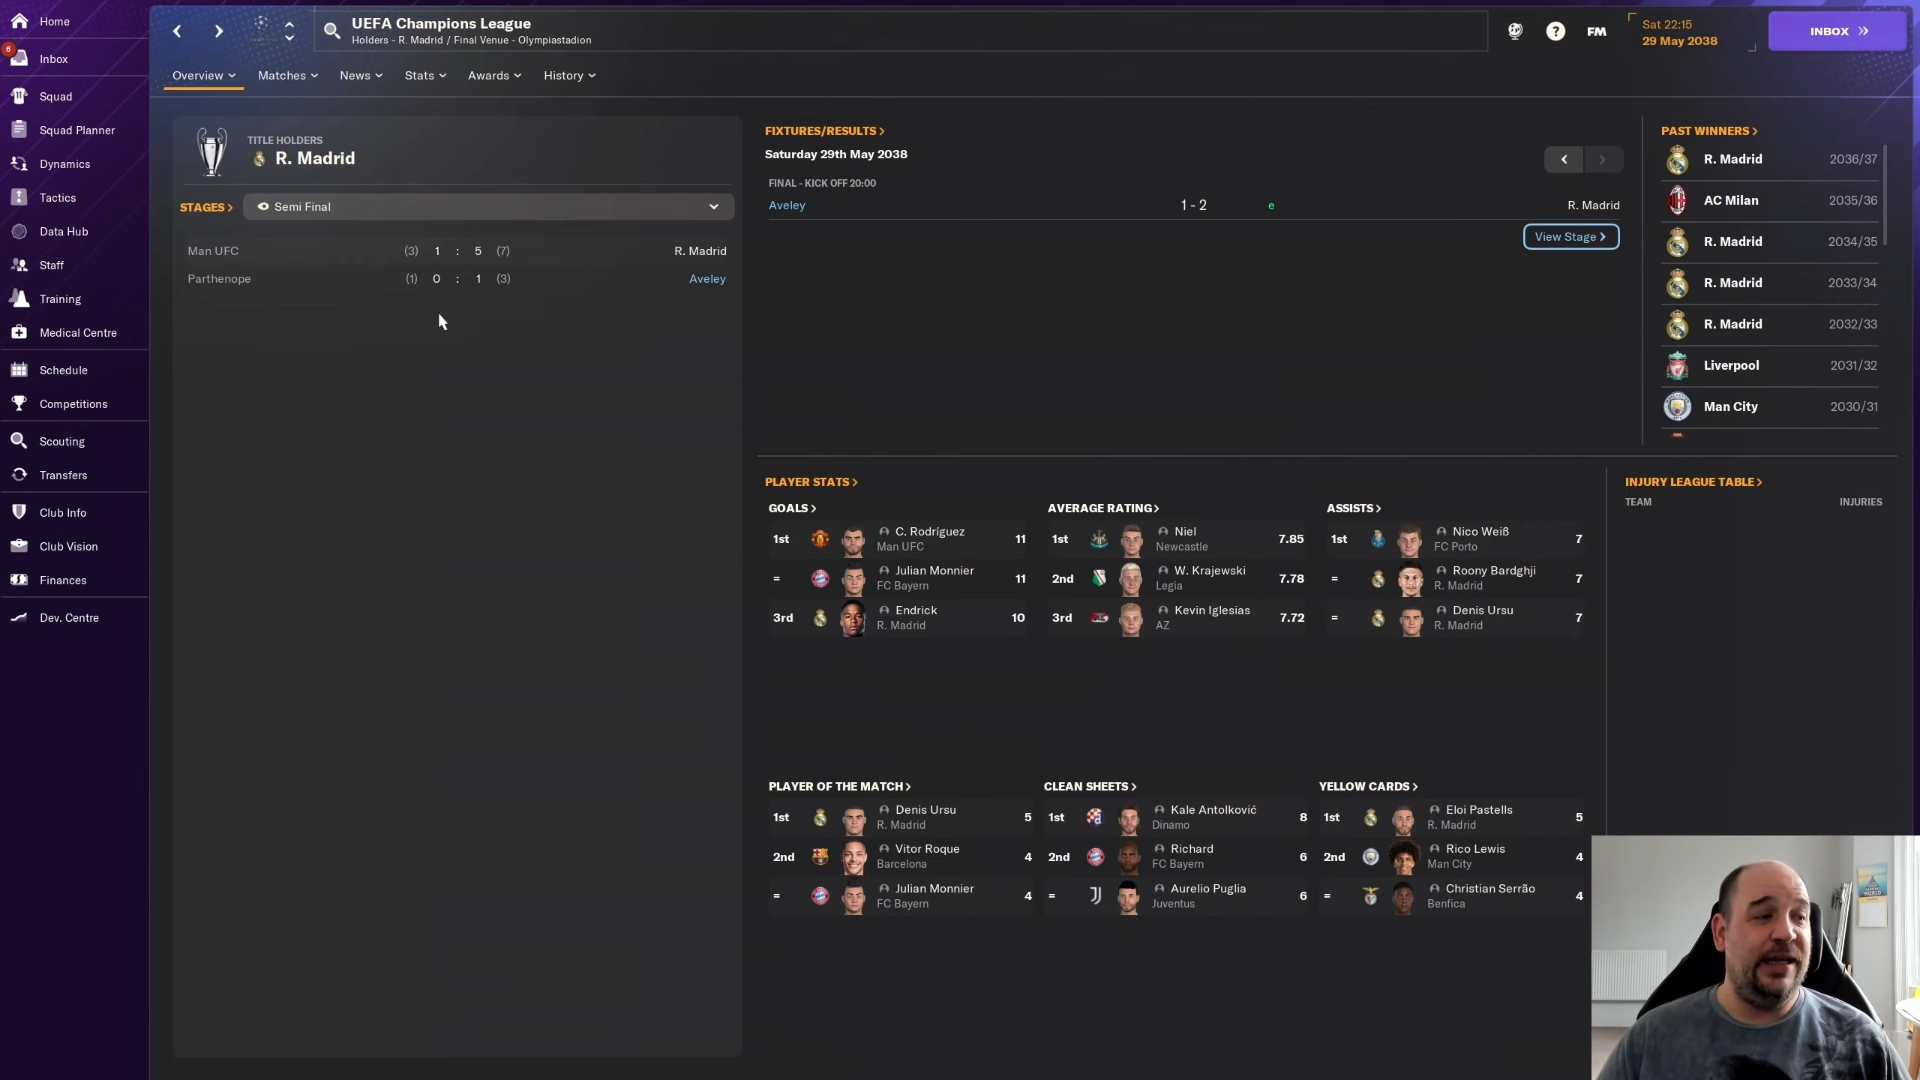 Home
6
Inbox
Squad
Squad Planner
Dynamics
Tactics
Data Hub
Staff
Training
Medical Centre
Schedule
Competitions
Scouting
Transfers
Club Info
Club Vision
Finances
Dev. Centre
UEFA Champions League
Holders - R. Madrid / Final Venue - Olympiastadion
? FM
Sat 22:15
29 May 2038
INBOX
Overview Matches News Stats Awards History
TITLE HOLDERS
R. Madrid
STAGES > Semi Final
Man UFC (3) 1 : 5 (7) R. Madrid
Parthenope (1) 0 : 1 (3) Aveley
FIXTURES/RESULTS >
Saturday 29th May 2038
FINAL - KICK OFF 20:00
Aveley 1 - 2 e R. Madrid
View Stage >
PAST WINNERS >
R. Madrid 2036/37
AC Milan 2035/36
R. Madrid 2034/35
R. Madrid 2033/34
R. Madrid 2032/33
Liverpool 2031/32
Man City 2030/31
PLAYER STATS >
GOALS >
1st C. Rodríguez 11
Man UFC
= Julian Monnier 11
FC Bayern
3rd Endrick 10
R. Madrid
AVERAGE RATING >
1st Niel 7.85
Newcastle
2nd W. Krajewski 7.78
Legia
3rd Kevin Iglesias 7.72
AZ
ASSISTS >
1st Nico Weiß 7
FC Porto
= Roony Bardghji 7
R. Madrid
= Denis Ursu 7
R. Madrid
INJURY LEAGUE TABLE >
TEAM INJURIES
PLAYER OF THE MATCH >
1st Denis Ursu 5
R. Madrid
2nd Vitor Roque 4
Barcelona
= Julian Monnier 4
FC Bayern
CLEAN SHEETS >
1st Kale Antolković 8
Dinamo
2nd Richard 6
FC Bayern
= Aurelio Puglia 6
Juventus
YELLOW CARDS >
1st Eloi Pastells 5
R. Madrid
2nd Rico Lewis 4
Man City
= Christian Serrão 4
Benfica